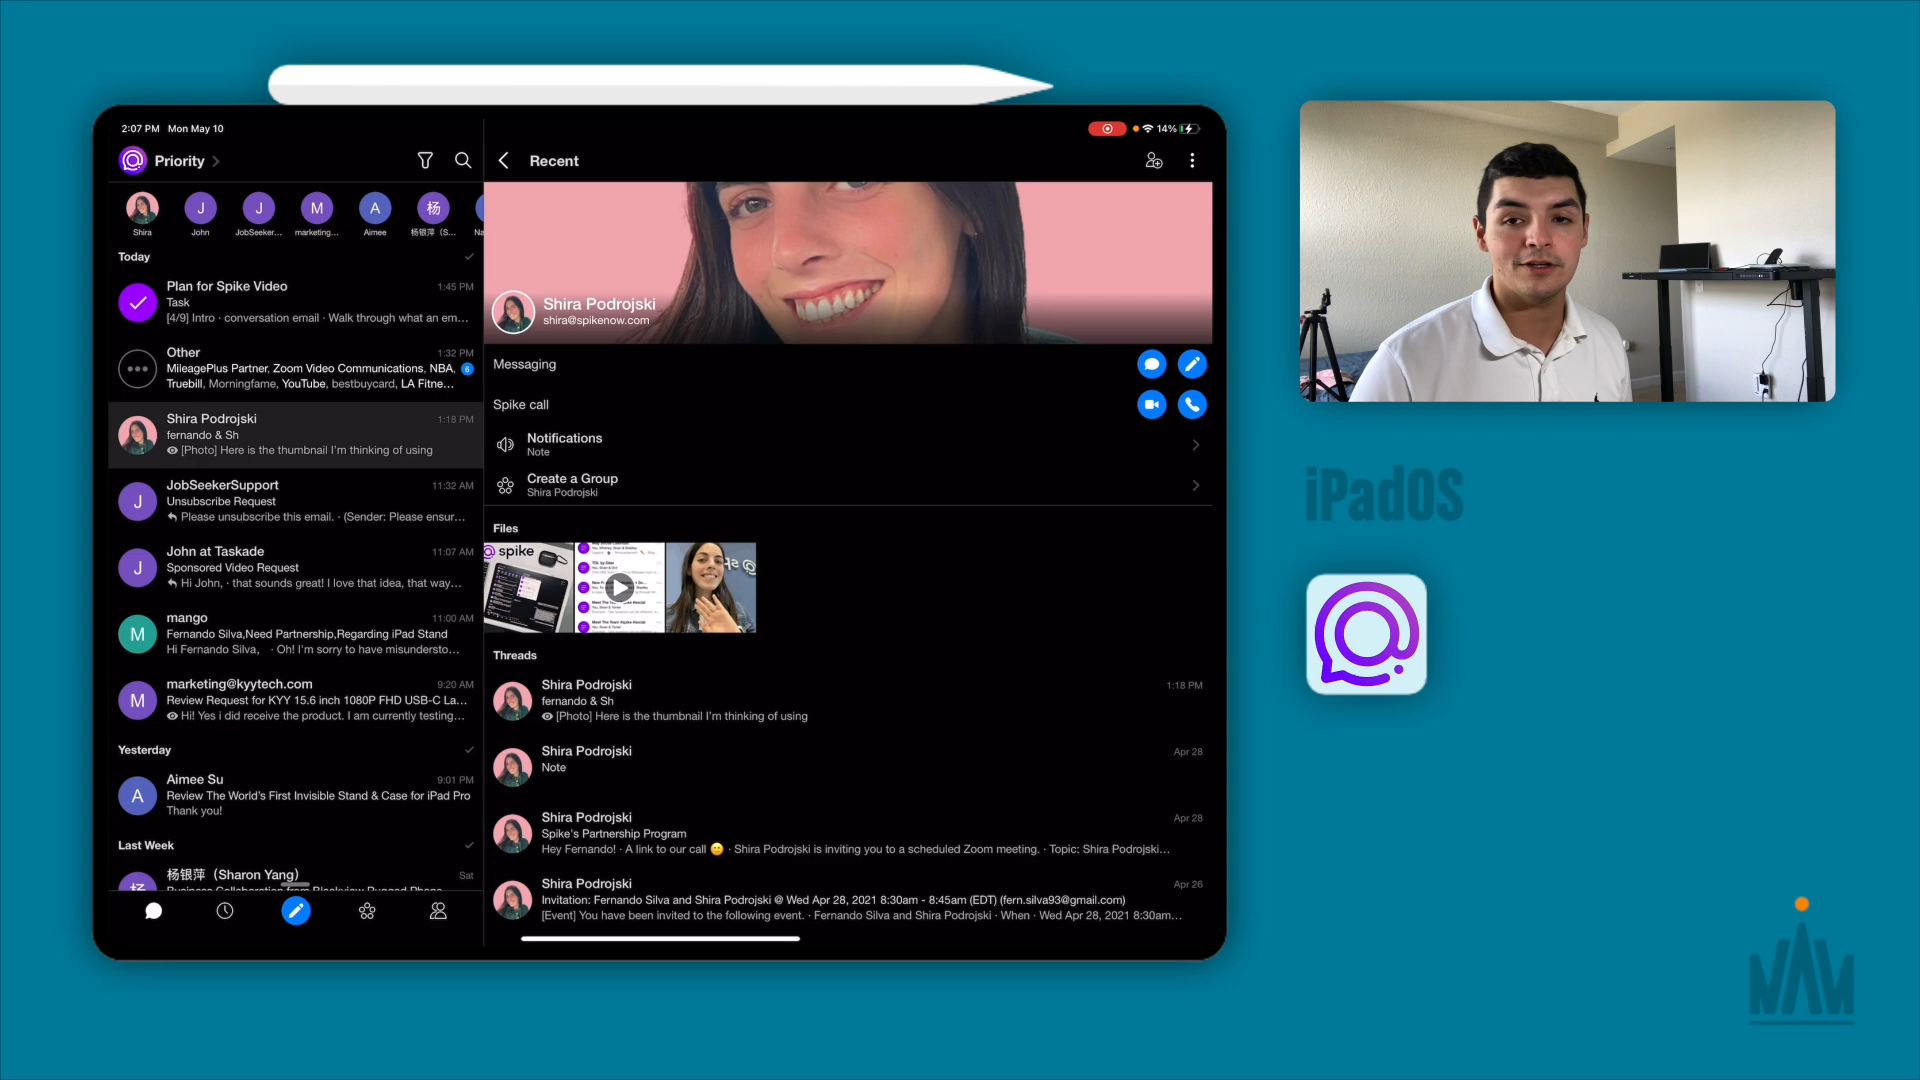 2:07 PM Mon May 10
14%
Priority
Shira
John
JobSeeker...
marketing...
Aimee
杨银萍（S...
Na
Today
Plan for Spike Video 1:45 PM
Task
[4/9] Intro · conversation email · Walk through what an em...
Other 1:32 PM
MileagePlus Partner, Zoom Video Communications, NBA, 6
Truebill, Morningfame, YouTube, bestbuycard, LA Fitne...
Shira Podrojski 1:18 PM
fernando & Sh
[Photo] Here is the thumbnail I'm thinking of using
J JobSeekerSupport 11:32 AM
Unsubscribe Request
Please unsubscribe this email. · (Sender: Please ensur...
J John at Taskade 11:07 AM
Sponsored Video Request
Hi John, · that sounds great! I love that idea, that way...
M mango 11:00 AM
Fernando Silva,Need Partnership,Regarding iPad Stand
Hi Fernando Silva， · Oh! I'm sorry to have misundersto...
M marketing@kyytech.com 9:20 AM
Review Request for KYY 15.6 inch 1080P FHD USB-C La...
Hi! Yes i did receive the product. I am currently testing...
Yesterday
A Aimee Su 9:01 PM
Review The World's First Invisible Stand & Case for iPad Pro
Thank you!
Last Week
杨银萍（Sharon Yang） Sat
Business Collaboration from Blackview Rugged Phone
Recent
Shira Podrojski
shira@spikenow.com
Messaging
Spike call
Notifications
Note
Create a Group
Shira Podrojski
Files
spike
Threads
Shira Podrojski 1:18 PM
fernando & Sh
[Photo] Here is the thumbnail I'm thinking of using
Shira Podrojski Apr 28
Note
Shira Podrojski Apr 28
Spike's Partnership Program
Hey Fernando! · A link to our call 🙂 · Shira Podrojski is inviting you to a scheduled Zoom meeting. · Topic: Shira Podrojski...
Shira Podrojski Apr 26
Invitation: Fernando Silva and Shira Podrojski @ Wed Apr 28, 2021 8:30am - 8:45am (EDT) (fern.silva93@gmail.com)
[Event] You have been invited to the following event. · Fernando Silva and Shira Podrojski · When · Wed Apr 28, 2021 8:30am...
iPadOS